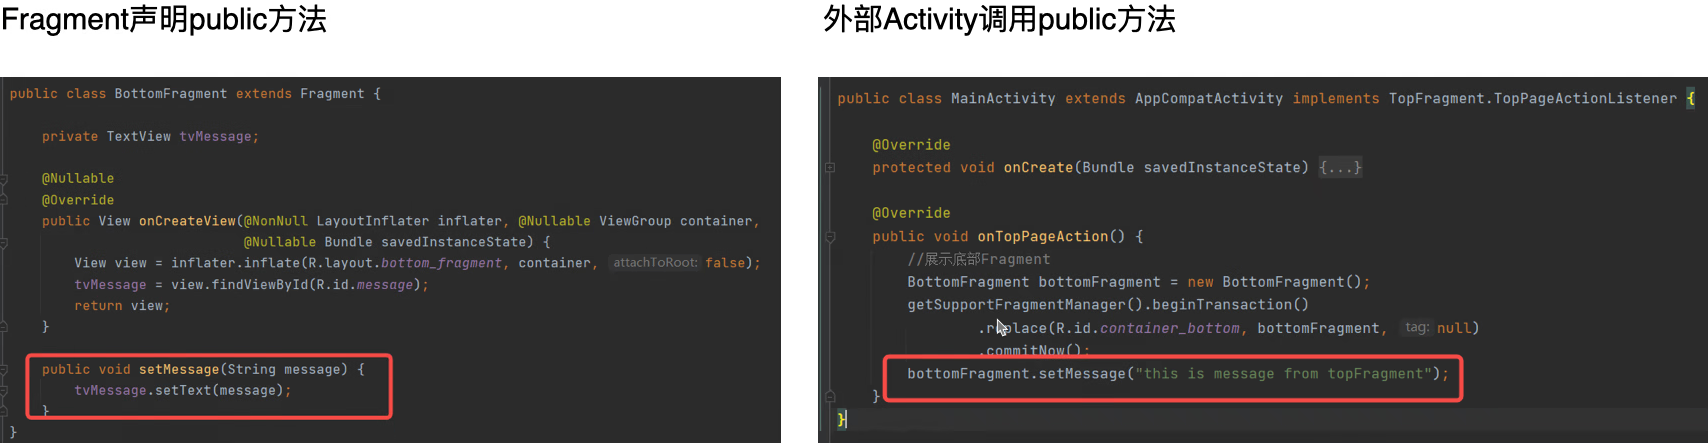 Fragment声明public方法
public class BottomFragment extends Fragment {
private TextView tvMessage;
@Nullable
@Override
public View onCreateView(@NonNull LayoutInflater inflater, @Nullable ViewGroup container,
@Nullable Bundle savedInstanceState) {
View view = inflater.inflate(R.layout.bottom_fragment, container, attachToRoot: false);
tvMessage = view.findViewById(R.id.message);
return view;
}
public void setMessage(String message) {
tvMessage.setText(message);
}
}
外部Activity调用public方法
public class MainActivity extends AppCompatActivity implements TopFragment.TopPageActionListener {
@Override
protected void onCreate(Bundle savedInstanceState) {...}
@Override
public void onTopPageAction() {
//展示底部Fragment
BottomFragment bottomFragment = new BottomFragment();
getSupportFragmentManager().beginTransaction()
.replace(R.id.container_bottom, bottomFragment, tag: null)
.commitNow();
bottomFragment.setMessage("this is message from topFragment");
}
}